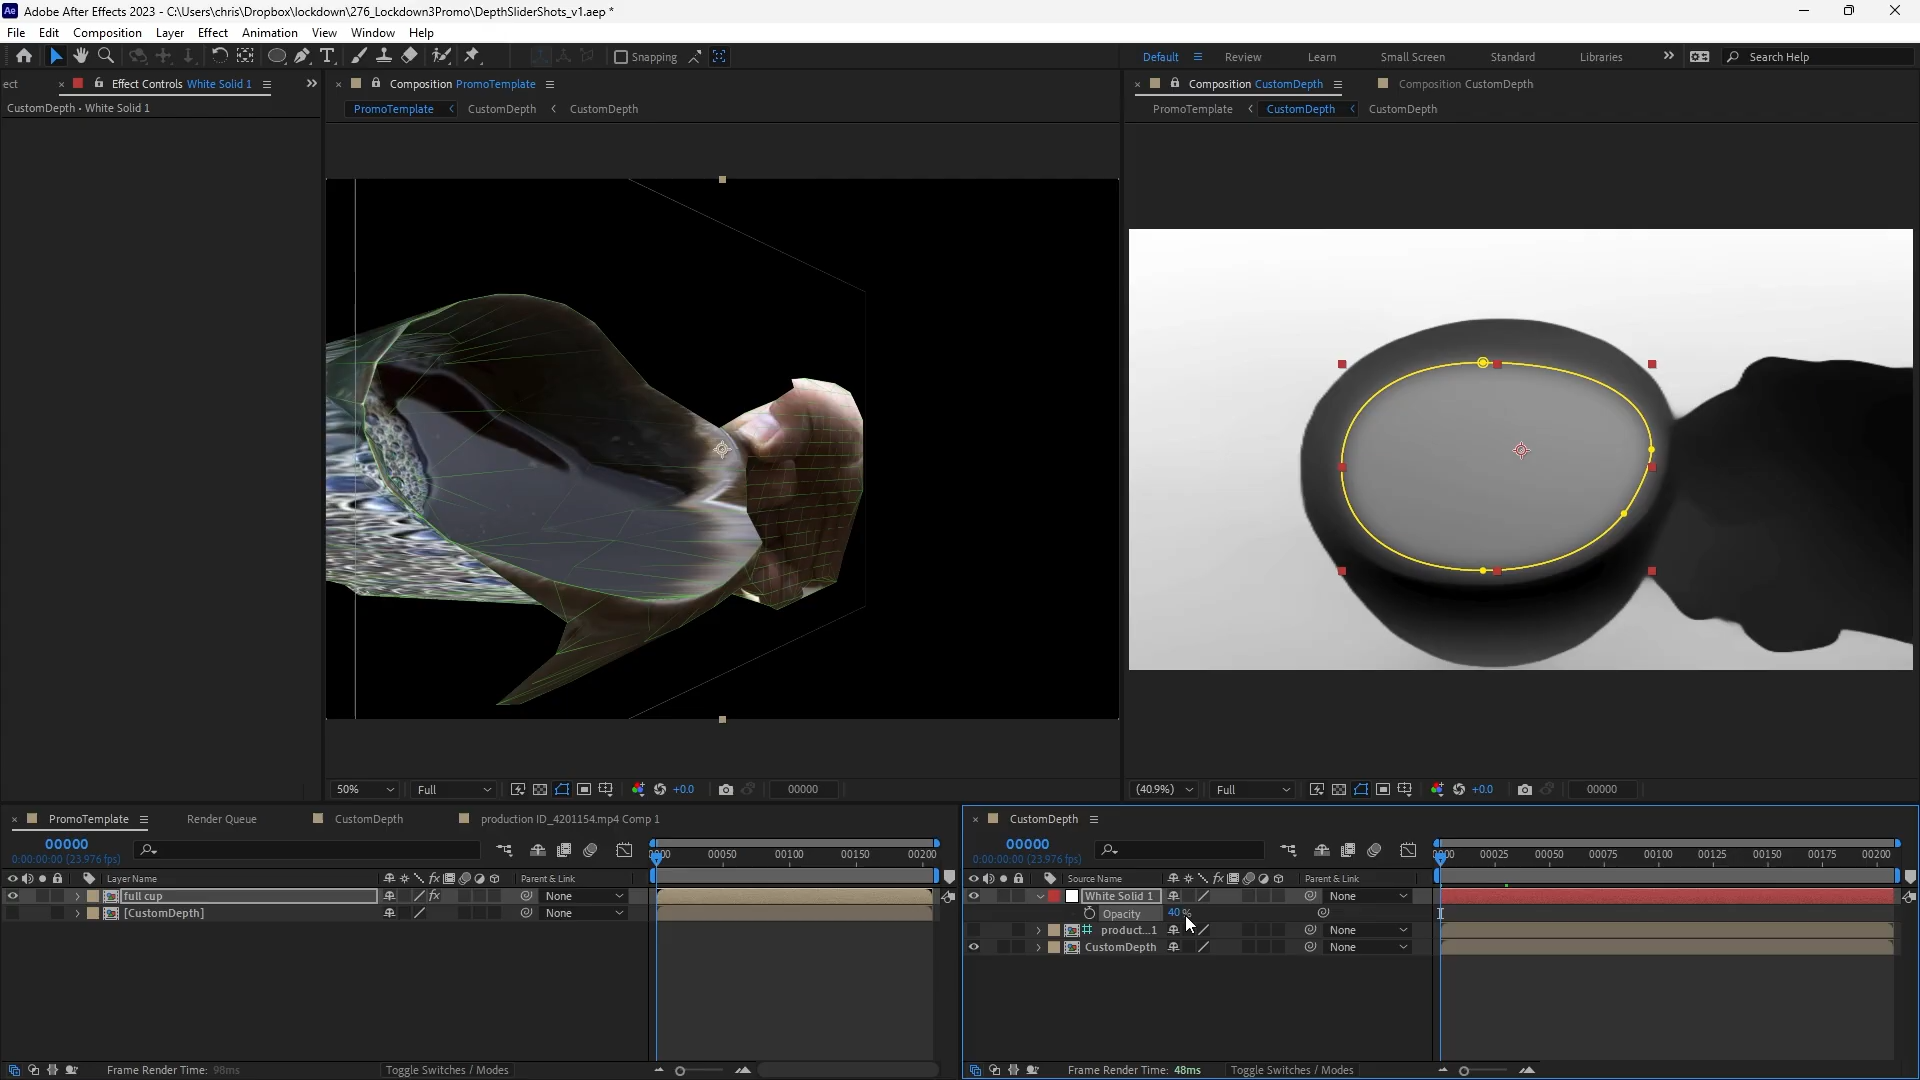 Ae Adobe After Effects 2023 - C:\Users\chris\Dropbox\lockdown\276_Lockdown3Promo\DepthSliderShots_v1.aep *
File Edit Composition Layer Effect Animation View Window Help
Snapping
Default Review Learn Small Screen Standard Libraries Search Help
ect Effect Controls White Solid 1
Composition PromoTemplate
Composition CustomDepth
Composition CustomDepth
CustomDepth • White Solid 1
PromoTemplate CustomDepth CustomDepth
PromoTemplate CustomDepth CustomDepth
50% Full +0.0 00000
(40.9%) Full +0.0 00000
PromoTemplate Render Queue CustomDepth production ID_4201154.mp4 Comp 1
CustomDepth
00000
0:00:00:00 (23.976 fps)
0000 00050 00100 00150 00200
00000
0:00:00:00 (23.976 fps)
0000 00025 00050 00075 00100 00125 00150 00175 00200
Layer Name fx Parent & Link
Source Name fx Parent & Link
full cup fx None
[CustomDepth] None
White Solid 1 None
Opacity 40%
product...1 None
CustomDepth None
Frame Render Time: 98ms Toggle Switches / Modes
Frame Render Time: 48ms Toggle Switches / Modes